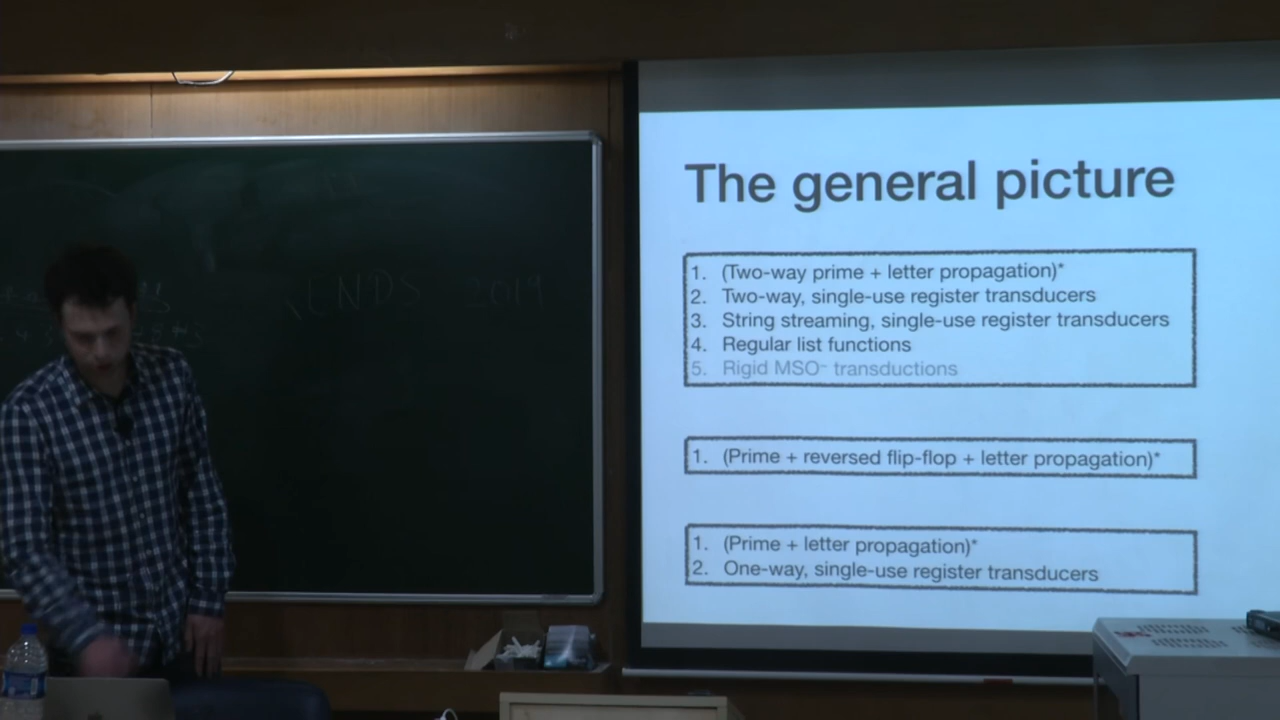 The general picture
1. (Two-way prime + letter propagation)*
2. Two-way, single-use register transducers
3. String streaming, single-use register transducers
4. Regular list functions
5. Rigid MSO⁻ transductions
1. (Prime + reversed flip-flop + letter propagation)*
1. (Prime + letter propagation)*
2. One-way, single-use register transducers
2019